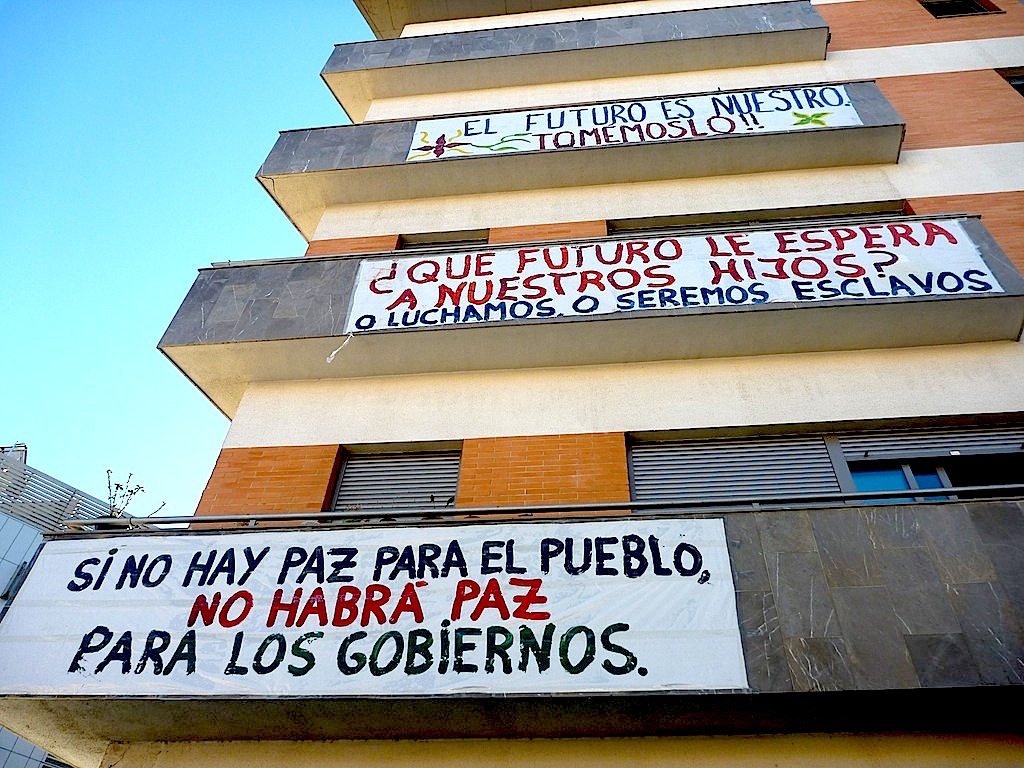 EL FUTURO ES NUESTRO.
TOMEMOSLO!!
¿QUE FUTURO LE ESPERA
A NUESTROS HIJOS?
O LUCHAMOS, O SEREMOS ESCLAVOS
Si NO HAY PAZ PARA EL PUEBLO,
NO HABRÁ PAZ
PARA LOS GOBiERNOS.